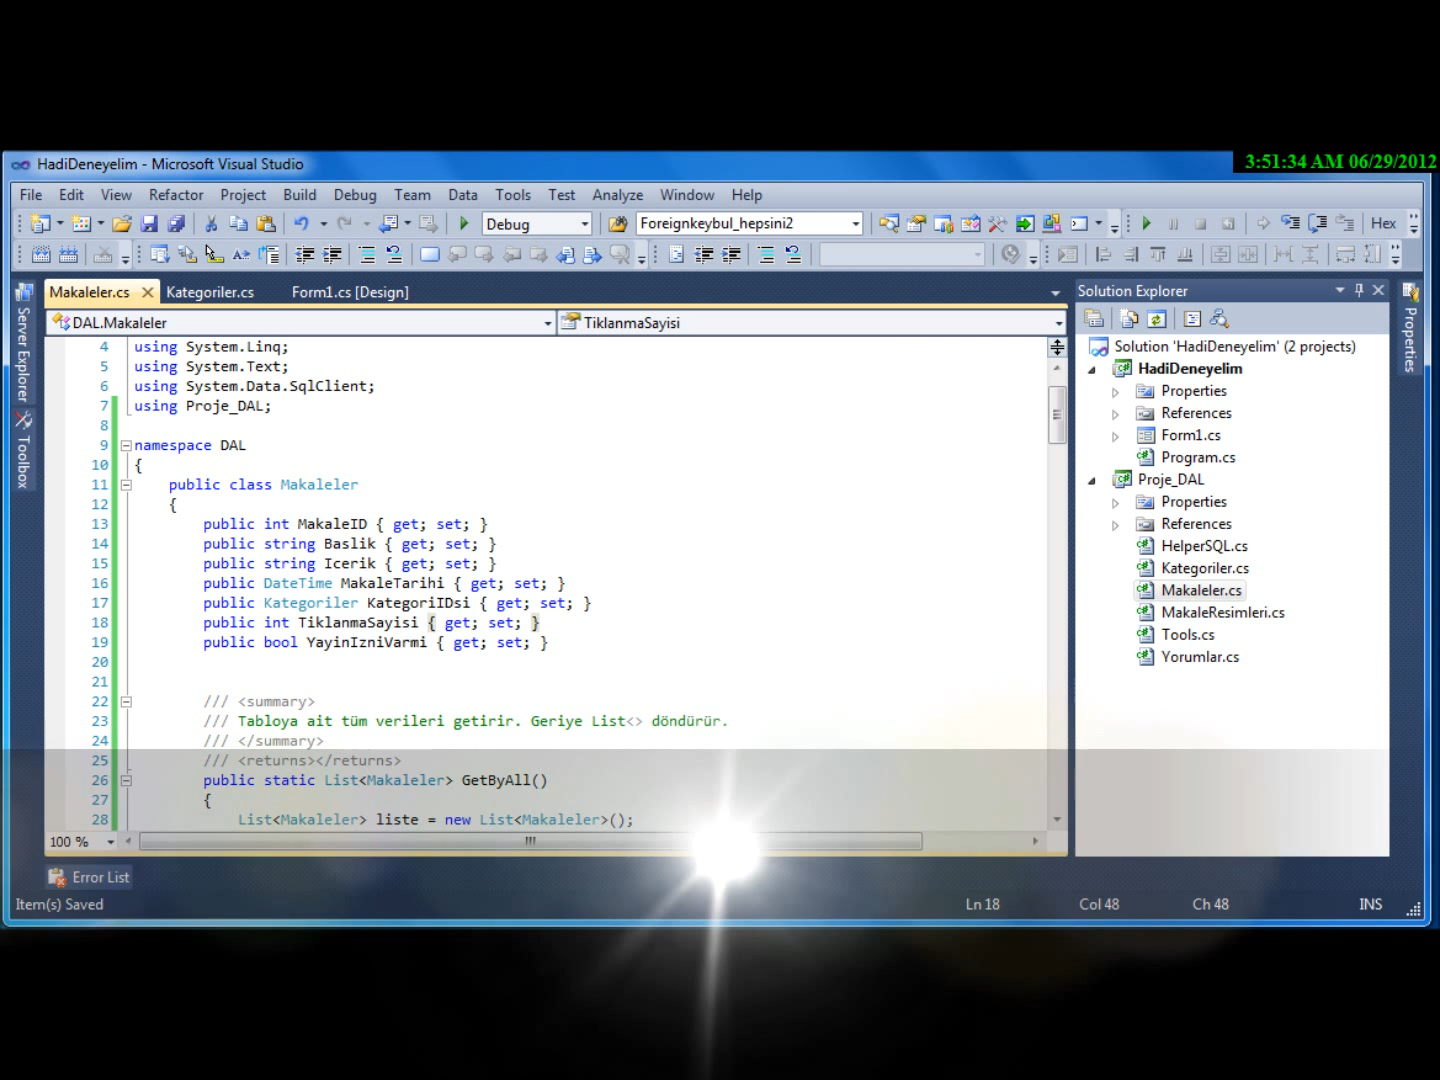 HadiDeneyelim - Microsoft Visual Studio
3:51:34 AM 06/29/2012
File Edit View Refactor Project Build Debug Team Data Tools Test Analyze Window Help
Debug Foreignkeybul_hepsini2 Hex
Makaleler.cs Kategoriler.cs Form1.cs [Design]
DAL.Makaleler TiklanmaSayisi
4 using System.Linq;
5 using System.Text;
6 using System.Data.SqlClient;
7 using Proje_DAL;
8
9 namespace DAL
10 {
11 public class Makaleler
12 {
13 public int MakaleID { get; set; }
14 public string Baslik { get; set; }
15 public string Icerik { get; set; }
16 public DateTime MakaleTarihi { get; set; }
17 public Kategoriler KategoriIDsi { get; set; }
18 public int TiklanmaSayisi { get; set; }
19 public bool YayinIzniVarmi { get; set; }
20
21
22 /// <summary>
23 /// Tabloya ait tüm verileri getirir. Geriye List<> döndürür.
24 /// </summary>
25 /// <returns></returns>
26 public static List<Makaleler> GetByAll()
27 {
28 List<Makaleler> liste = new List<Makaleler>();
100 %
Server Explorer
Toolbox
Solution Explorer
Solution 'HadiDeneyelim' (2 projects)
HadiDeneyelim
Properties
References
Form1.cs
Program.cs
Proje_DAL
Properties
References
HelperSQL.cs
Kategoriler.cs
Makaleler.cs
MakaleResimleri.cs
Tools.cs
Yorumlar.cs
Properties
Error List
Item(s) Saved Ln 18 Col 48 Ch 48 INS